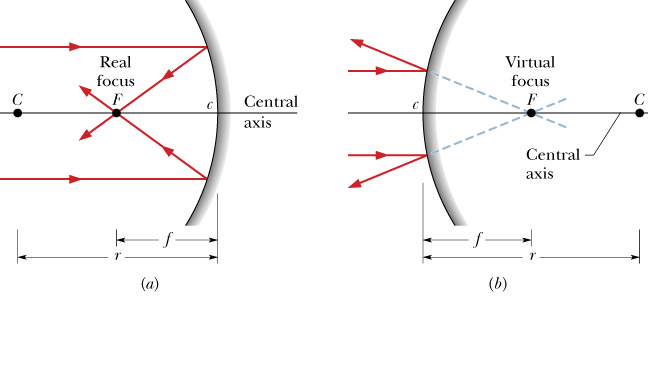 Real
focus
C
F
c
Central
axis
f
r
(a)
Virtual
focus
c
F
C
Central
axis
f
r
(b)